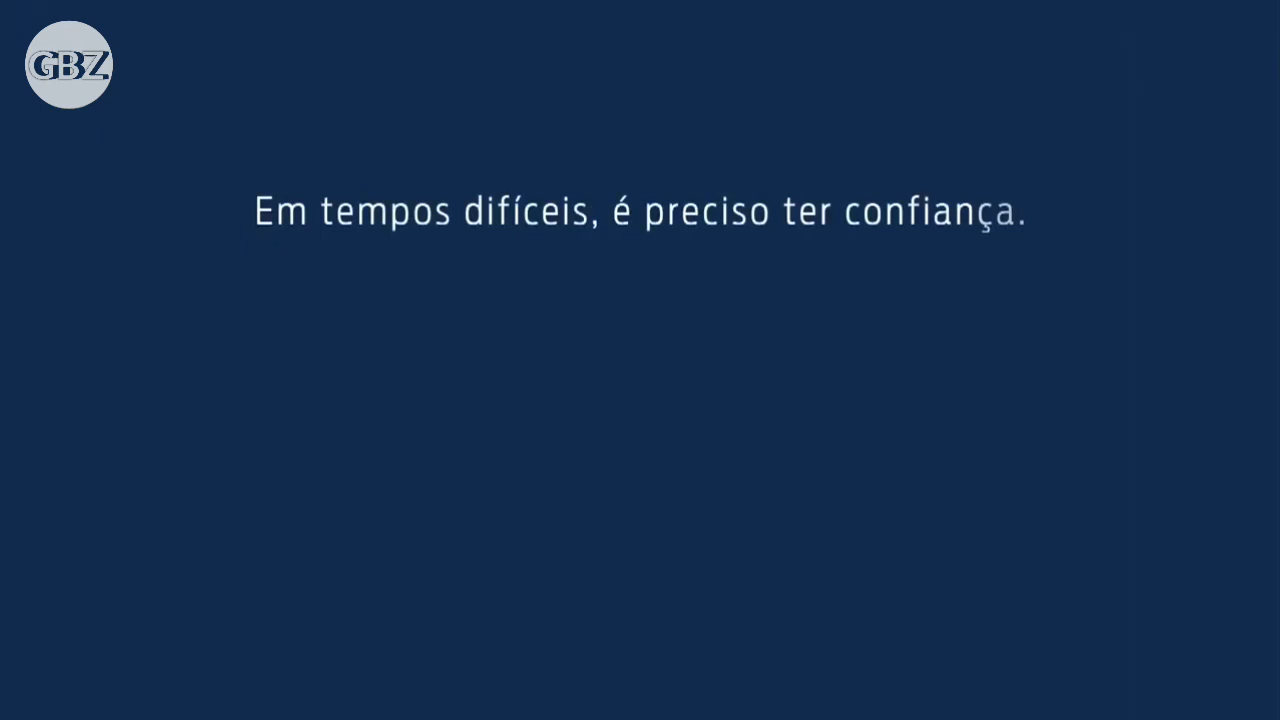 GBZ
Em tempos difíceis, é preciso ter confiança.